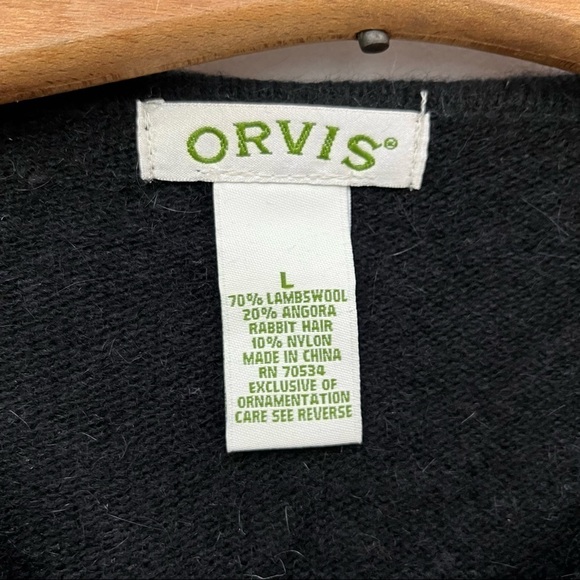 ORVIS®
L
70% LAMBSWOOL
20% ANGORA
RABBIT HAIR
10% NYLON
MADE IN CHINA
RN 70534
EXCLUSIVE OF
ORNAMENTATION
CARE SEE REVERSE